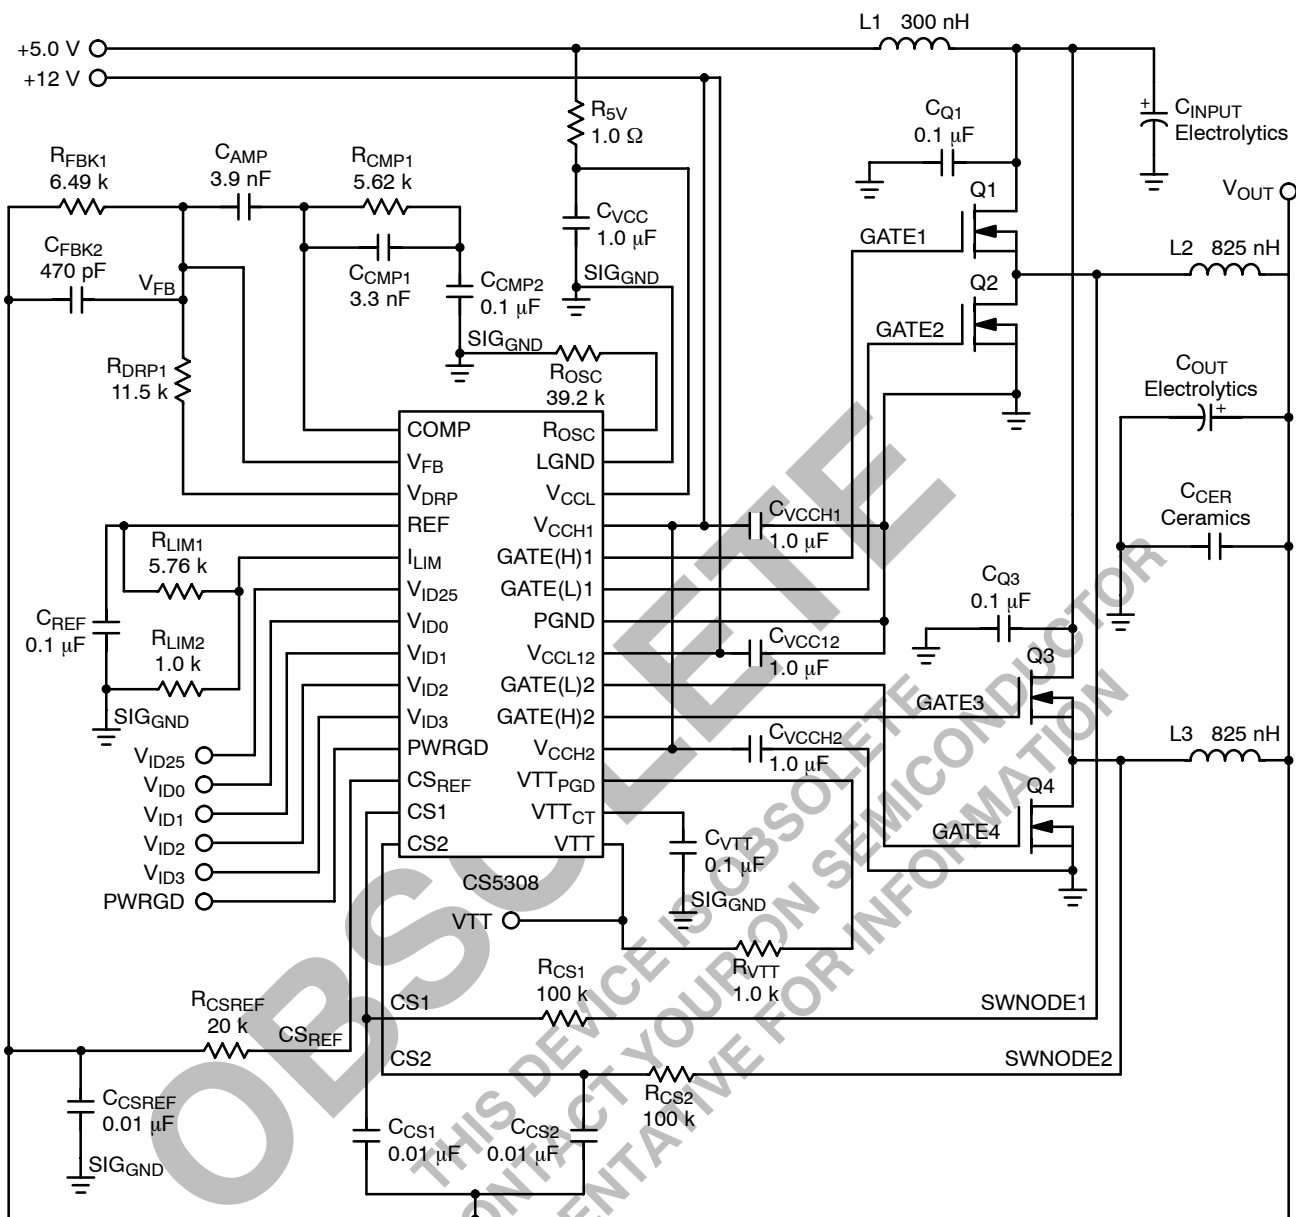 L1 300 nH
+5.0 V
+12 V
R5V
1.0 Ω
CQ1
0.1 μF
+
CINPUT
Electrolytics
RFBK1
6.49 k
CAMP
3.9 nF
RCMP1
5.62 k
Q1
VOUT
CFBK2
470 pF
VFB
CCMP1
3.3 nF
CCMP2
0.1 μF
CVCC
1.0 μF
SIGGND
GATE1
L2 825 nH
Q2
GATE2
SIGGND
RDRP1
11.5 k
ROSC
39.2 k
COUT
Electrolytics
+
COMP
VFB
VDRP
REF
ILIM
VID25
VID0
VID1
VID2
VID3
PWRGD
CSREF
CS1
CS2
ROSC
LGND
VCCL
VCCH1
GATE(H)1
GATE(L)1
PGND
VCCL12
GATE(L)2
GATE(H)2
VCCH2
VTTPGD
VTTCT
VTT
CS5308
CCER
Ceramics
CVCCH1
1.0 μF
RLIM1
5.76 k
CREF
0.1 μF
RLIM2
1.0 k
SIGGND
CQ3
0.1 μF
CVCC12
1.0 μF
Q3
GATE3
CVCCH2
1.0 μF
L3 825 nH
Q4
GATE4
VID25
VID0
VID1
VID2
VID3
PWRGD
CVTT
0.1 μF
SIGGND
VTT
RVTT
1.0 k
RCS1
100 k
CS1
SWNODE1
RCSREF
20 k
CSREF
CS2
SWNODE2
RCS2
100 k
CCSREF
0.01 μF
SIGGND
CCS1
0.01 μF
CCS2
0.01 μF
OBSOLETE
THIS DEVICE IS OBSOLETE
CONTACT YOUR ON SEMICONDUCTOR
ENTATIVE FOR INFORMATION